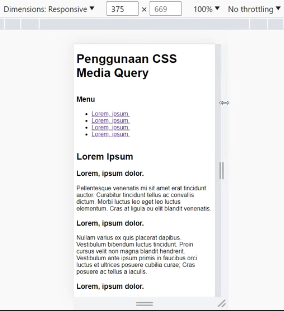 Dimensions: Responsive ▼ 375 × 669 100% ▼ No throttling ▼
Penggunaan CSS
Media Query
Menu
Lorem, ipsum.
Lorem, ipsum.
Lorem, ipsum.
Lorem, ipsum.
Lorem Ipsum
Lorem, ipsum dolor.
Pellentesque venenatis mi sit amet erat tincidunt
auctor. Curabitur tincidunt tellus ac convallis
dictum. Morbi luctus leo eget leo luctus
elementum. Cras at ligula eu elit blandit venenatis.
Lorem, ipsum dolor.
Nullam varius ex quis placerat dapibus.
Vestibulum bibendum luctus tincidunt. Proin
cursus velit non magna blandit hendrerit.
Vestibulum ante ipsum primis in faucibus orci
luctus et ultrices posuere cubilia curae; Cras
posuere ac tellus a iaculis.
Lorem, ipsum dolor.